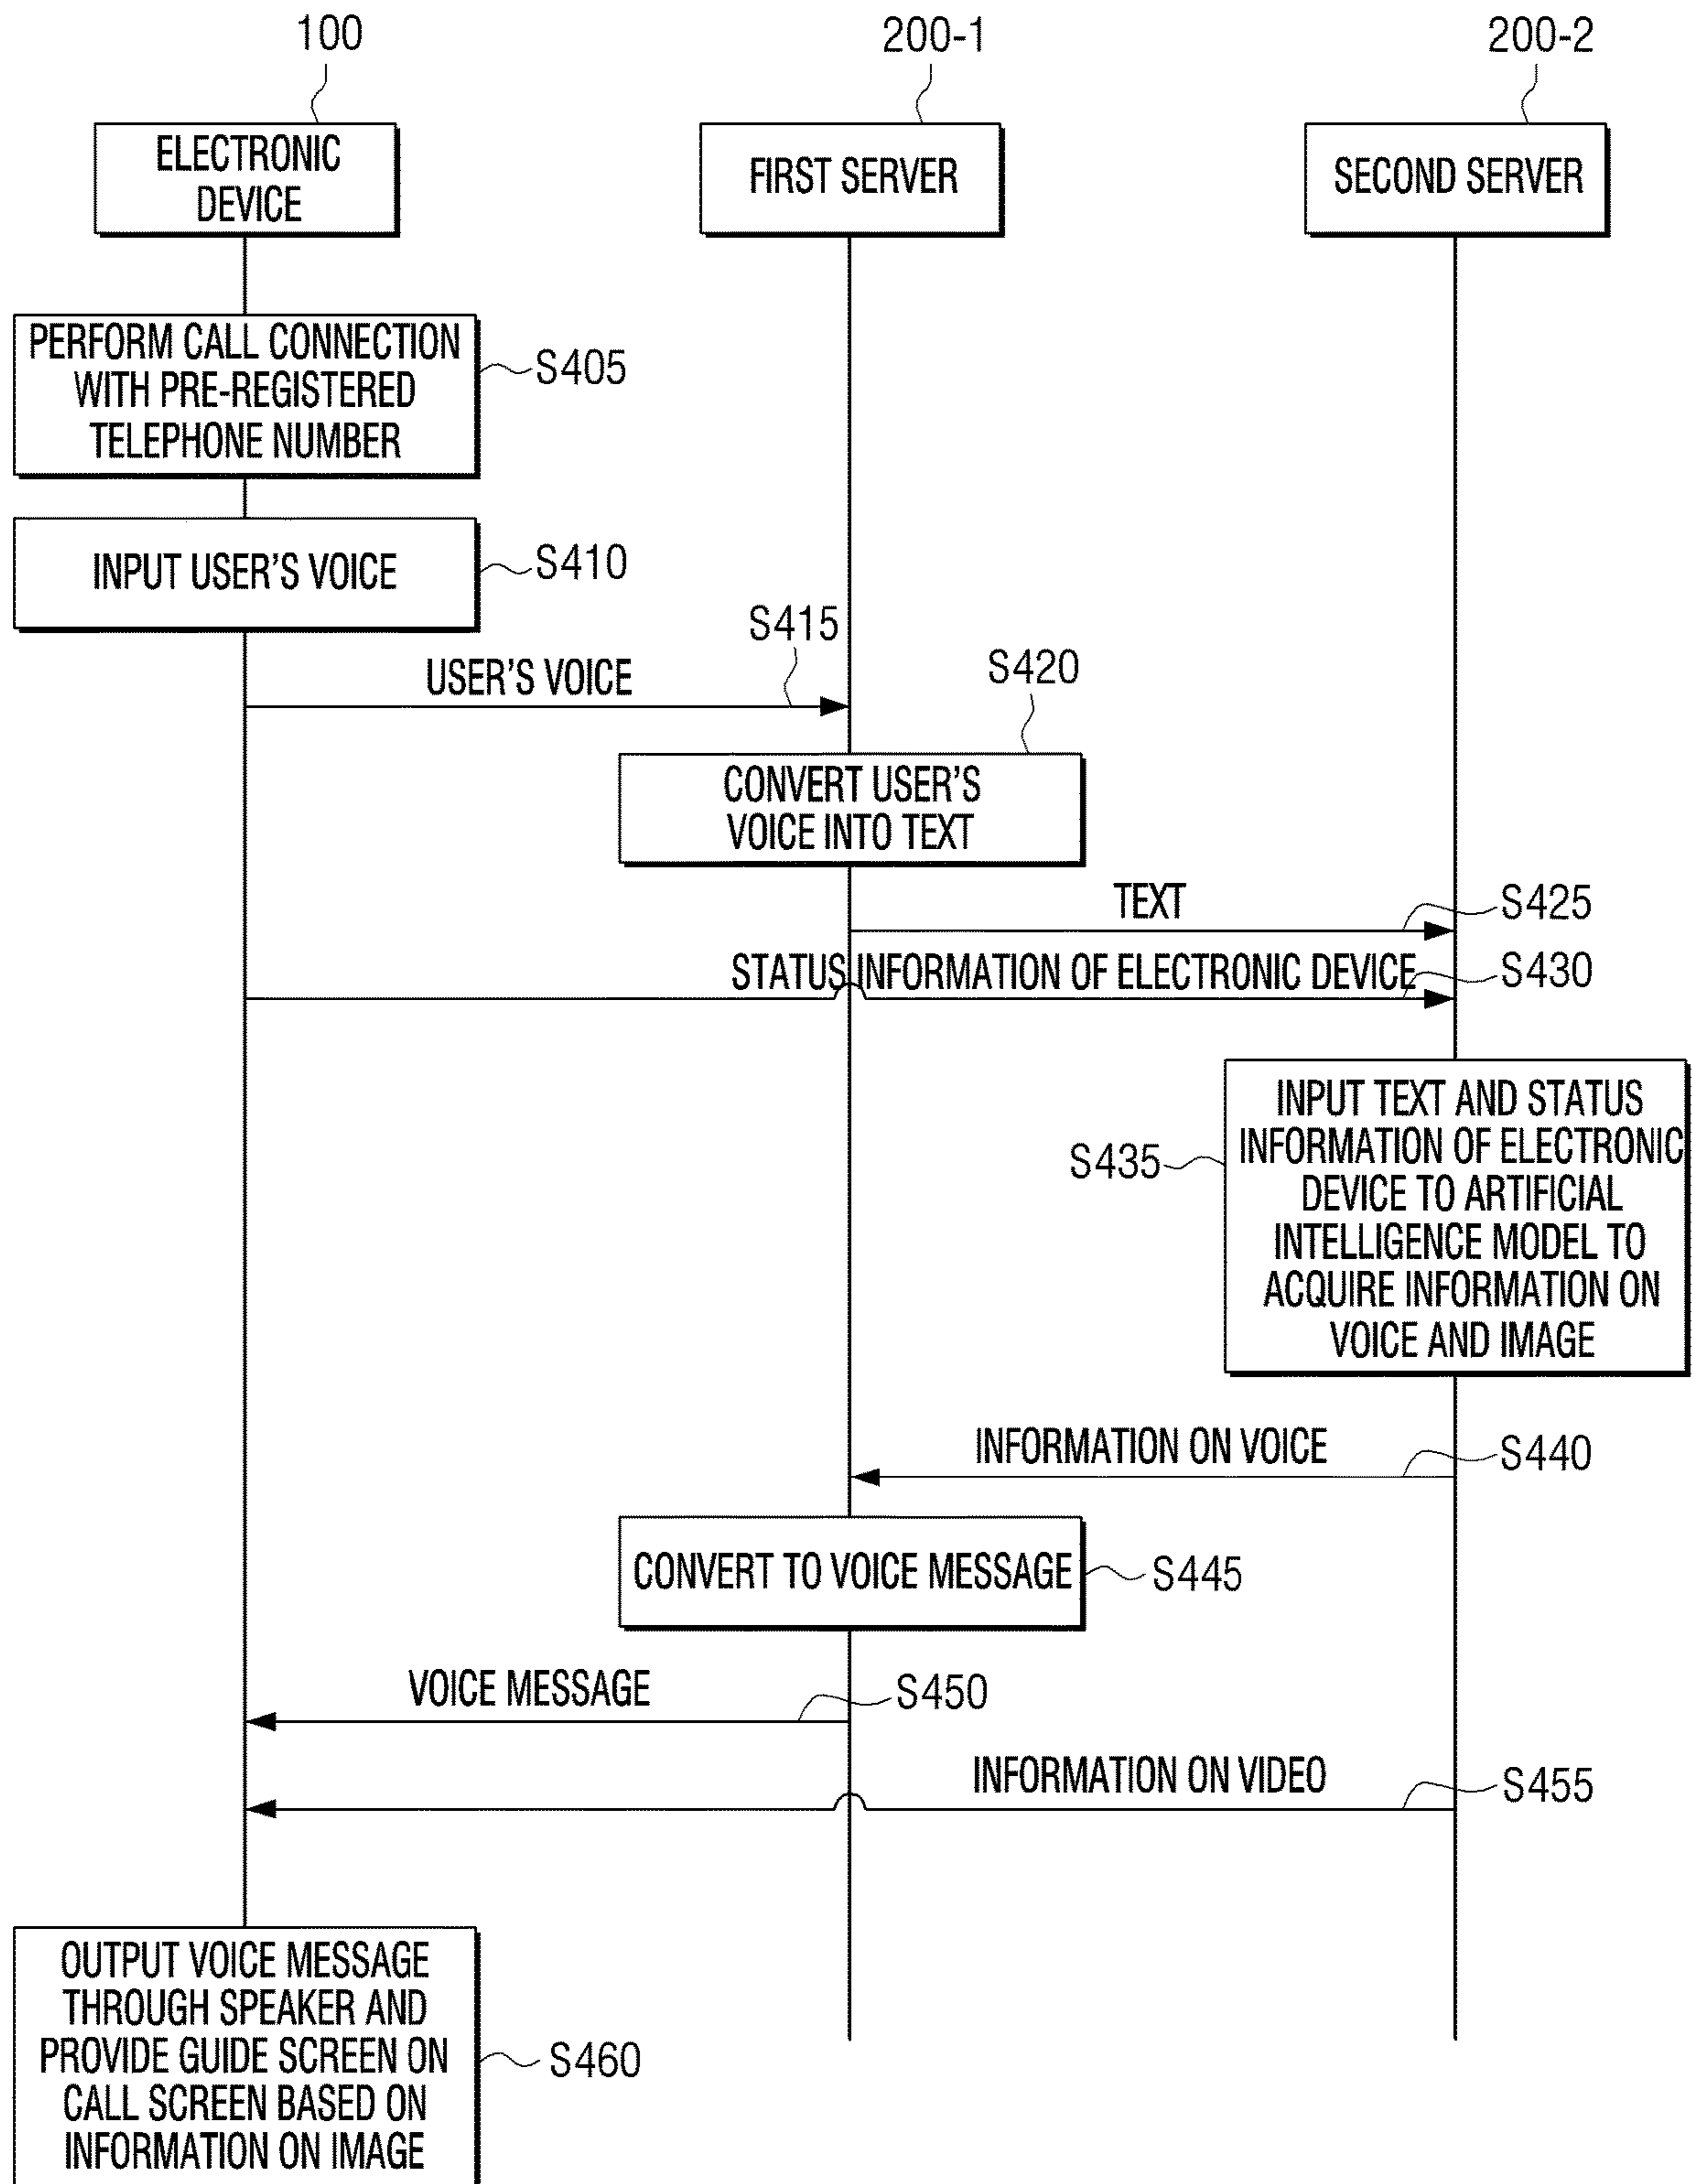 100
200-1
200-2
ELECTRONIC
DEVICE
FIRST SERVER
SECOND SERVER
PERFORM CALL CONNECTION
WITH PRE-REGISTERED
TELEPHONE NUMBER
S405
INPUT USER'S VOICE
S410
S415
USER'S VOICE
S420
CONVERT USER'S
VOICE INTO TEXT
TEXT
S425
STATUS INFORMATION OF ELECTRONIC DEVICE
S430
INPUT TEXT AND STATUS
INFORMATION OF ELECTRONIC
DEVICE TO ARTIFICIAL
INTELLIGENCE MODEL TO
ACQUIRE INFORMATION ON
VOICE AND IMAGE
S435
INFORMATION ON VOICE
S440
CONVERT TO VOICE MESSAGE
S445
VOICE MESSAGE
S450
INFORMATION ON VIDEO
S455
OUTPUT VOICE MESSAGE
THROUGH SPEAKER AND
PROVIDE GUIDE SCREEN ON
CALL SCREEN BASED ON
INFORMATION ON IMAGE
S460